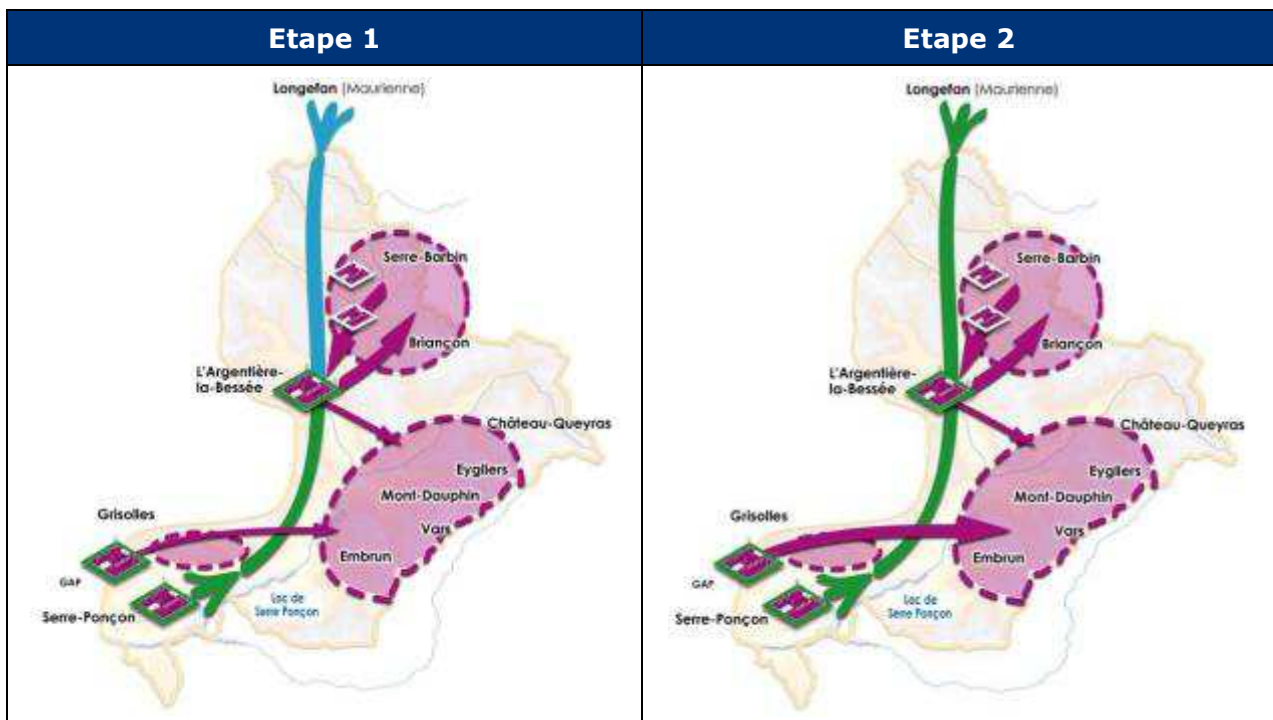 Etape 1
Longefan (Maurienne)
Serre-Barbin
Briançon
L'Argentière-
la-Bessée
Château-Queyras
Eygliers
Mont-Dauphin
Grisolles
Vars
Embrun
GAP
Serre-Ponçon
Lac de
Serre Ponçon
Etape 2
Longefan (Maurienne)
Serre-Barbin
Briançon
L'Argentière-
la-Bessée
Château-Queyras
Eygliers
Mont-Dauphin
Grisolles
Vars
Embrun
GAP
Serre-Ponçon
Lac de
Serre Ponçon